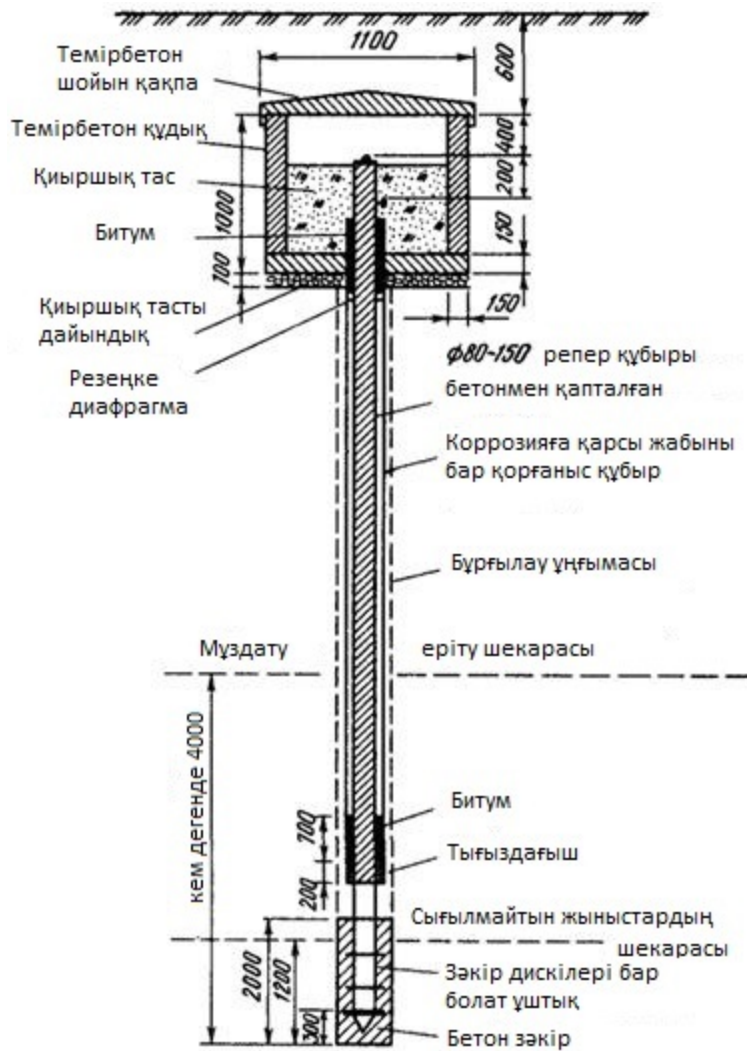 1100
600
Темірбетон
шойын қақпа
Темірбетон құдық
400
Қиыршық тас
200
1000
Битум
150
100
Қиыршық тасты
дайындық
150
Резеңке
диафрагма
ф80-150 репер құбыры
бетонмен қапталған
Коррозияға қарсы жабыны
бар қорғаныс құбыр
Бұрғылау ұңғымасы
Мұздату еріту шекарасы
кем дегенде 4000
700
Битум
Тығыздағыш
200
Сығылмайтын жыныстардың
шекарасы
2000
1200
Зәкір дискілері бар
болат ұштық
300
Бетон зәкір